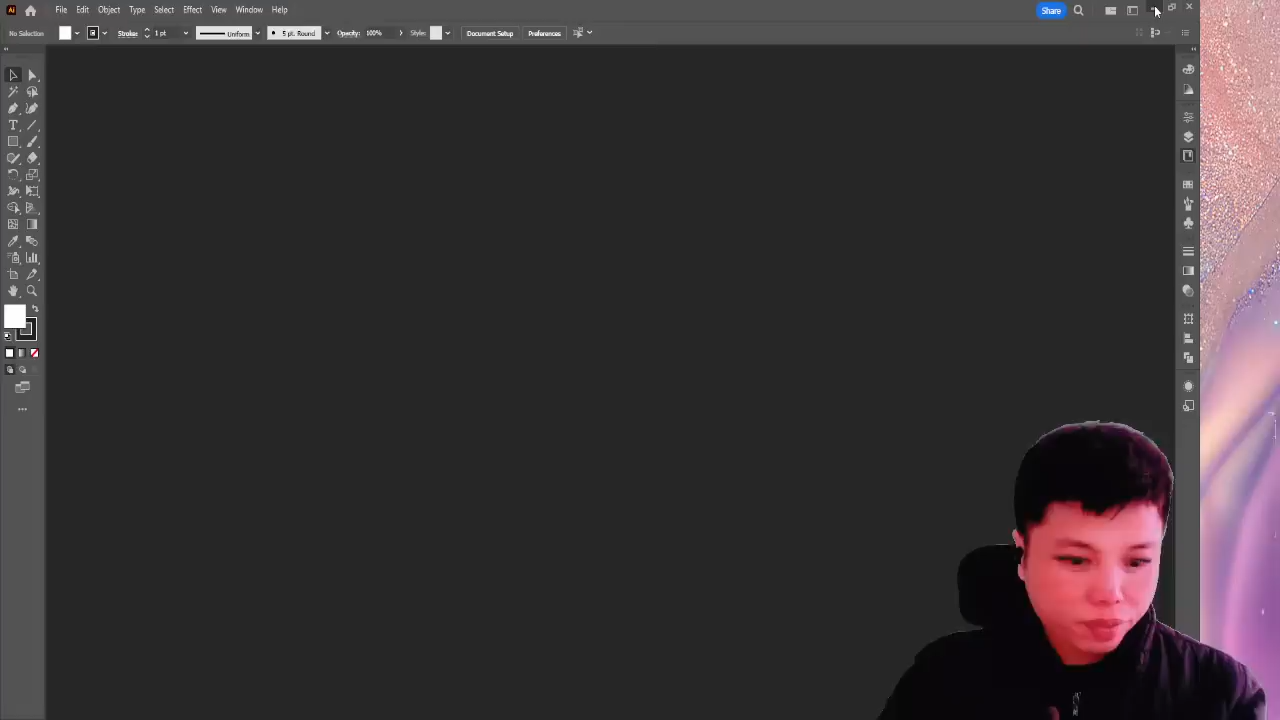 Ai File Edit Object Type Select Effect View Window Help Share
No Selection Stroke: 1 pt Uniform 5 pt. Round Opacity: 100% Style: Document Setup Preferences